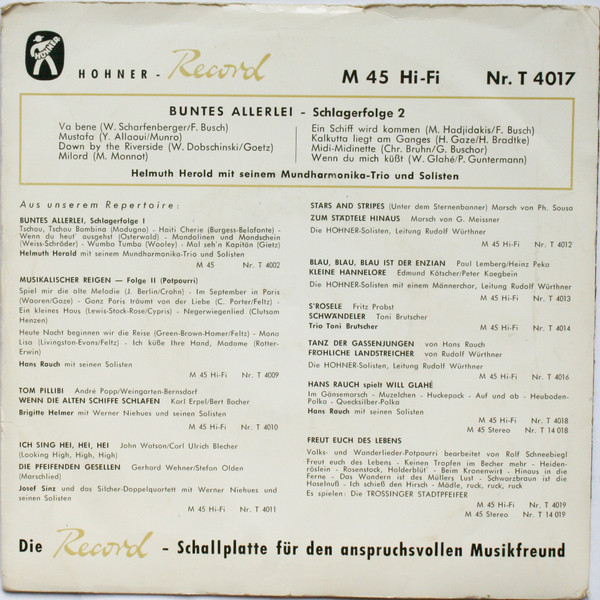 HOHNER
HOHNER - Record M 45 Hi-Fi Nr. T 4017
BUNTES ALLERLEI - Schlagerfolge 2
Va bene (W. Scharfenberger/F. Busch)
Mustafa (Y. Allaoui/Munro)
Down by the Riverside (W. Dobschinski/Goetz)
Milord (M. Monnot)
Ein Schiff wird kommen (M. Hadjidakis/F. Busch)
Kalkutta liegt am Ganges (H. Gaze/H. Bradtke)
Midi-Midinette (Chr. Bruhn/G. Buschor)
Wenn du mich küßt (W. Glahé/P. Guntermann)
Helmuth Herold mit seinem Mundharmonika-Trio und Solisten
Aus unserem Repertoire:
BUNTES ALLERLEI, Schlagerfolge I
Tschau, Tschau Bambina (Modugno) - Haiti Cherie (Burgess-Belafonte) -
Wenn du heut' ausgehst (Osterwald) - Mandolinen und Mondschein
(Weiss-Schröder) - Wumba Tumba (Wooley) - Mal seh'n Kapitän (Gietz)
Helmuth Herold mit seinem Mundharmonika-Trio und Solisten
M 45 Nr. T 4002
MUSIKALISCHER REIGEN — Folge II (Potpourri)
Spiel mir die alte Melodie (J. Berlin/Crohn) - Im September in Paris
(Waaren/Gaze) - Ganz Paris träumt von der Liebe (C. Porter/Feltz) -
Ein kleines Haus (Lewis-Stock-Rose/Cypris) - Negerwiegenlied (Clutsam
Henzen)
Heute Nacht beginnen wir die Reise (Green-Brown-Homer/Feltz) - Mona
Lisa (Livingston-Evans/Feltz) - Ich küße Ihre Hand, Madame (Rotter-
Erwin)
Hans Rauch mit seinen Solisten
M 45 Hi-Fi Nr. T 4009
TOM PILLIBI André Popp/Weingarten-Bernsdorf
WENN DIE ALTEN SCHIFFE SCHLAFEN Karl Erpel/Bert Bocher
Brigitte Helmer mit Werner Niehues und seinen Solisten
M 45 Hi-Fi Nr. T 4010
ICH SING HEI, HEI, HEI John Watson/Carl Ulrich Blecher
(Looking High, High, High)
DIE PFEIFENDEN GESELLEN Gerhard Wehner/Stefan Olden
(Marschlied)
Josef Sinz und das Silcher-Doppelquartett mit Werner Niehues und
seinen Solisten
M 45 Hi-Fi Nr. T 4011
STARS AND STRIPES (Unter dem Sternenbanner) Marsch von Ph. Sousa
ZUM STÄDTELE HINAUS Marsch von G. Meissner
Die HOHNER-Solisten, Leitung Rudolf Würthner
M 45 Hi-Fi Nr. T 4012
BLAU, BLAU, BLAU IST DER ENZIAN Paul Lemberg/Heinz Peka
KLEINE HANNELORE Edmund Kötscher/Peter Kaegbein
Die HOHNER-Solisten mit einem Männerchor, Leitung Rudolf Würthner
M 45 Hi-Fi Nr. T 4013
S'RÖSELE Fritz Probst
SCHWANDELER Toni Brutscher
Trio Toni Brutscher M 45 Hi-Fi Nr. T 4014
TANZ DER GASSENJUNGEN von Hans Rauch
FRÖHLICHE LANDSTREICHER von Rudolf Würthner
Die HOHNER-Solisten, Leitung Rudolf Würthner
M 45 Hi-Fi Nr. T 4016
HANS RAUCH spielt WILL GLAHÉ
Im Gänsemarsch - Muzelchen - Huckepack - Auf und ab - Heuboden-
Polka - Quecksilber-Polka
Hans Rauch mit seinen Solisten
M 45 Hi-Fi Nr. T 4018
M 45 Stereo Nr. T 14 018
FREUT EUCH DES LEBENS
Volks- und Wanderlieder-Potpourri bearbeitet von Rolf Schneebiegl
Freut euch des Lebens - Keinen Tropfen im Becher mehr - Heiden-
röslein - Rosenstock, Holderblüt' - Beim Kronenwirt - Hinaus in die
Ferne - Das Wandern ist des Müllers Lust - Schwarzbraun ist die
Haselnuß - Ich schieß den Hirsch - Mädle, ruck, ruck, ruck
Es spielen: Die TROSSINGER STADTPFEIFER
M 45 Hi-Fi Nr. T 4019
M 45 Stereo Nr. T 14 019
Die Record - Schallplatte für den anspruchsvollen Musikfreund